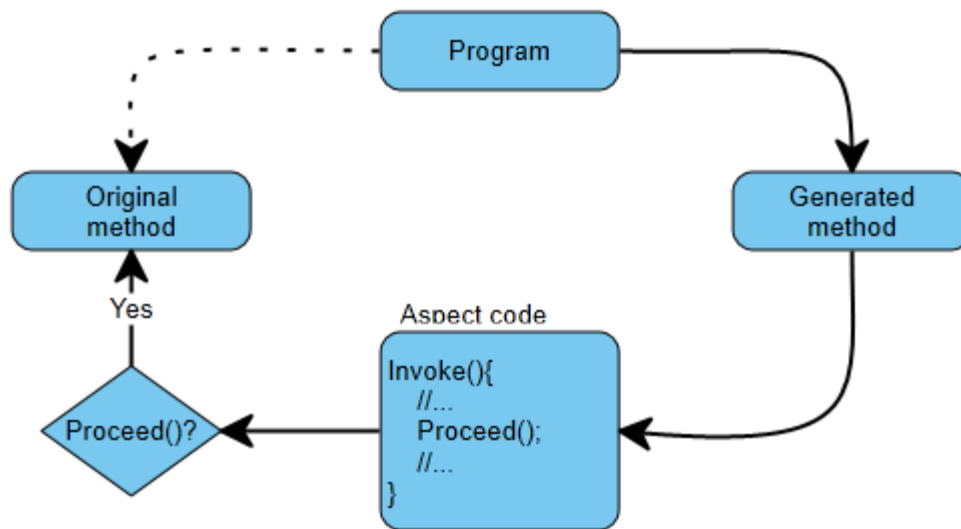 Program
Original
method
Generated
method
Yes
Aspect code
Invoke(){
//...
Proceed();
//...
}
Proceed()?